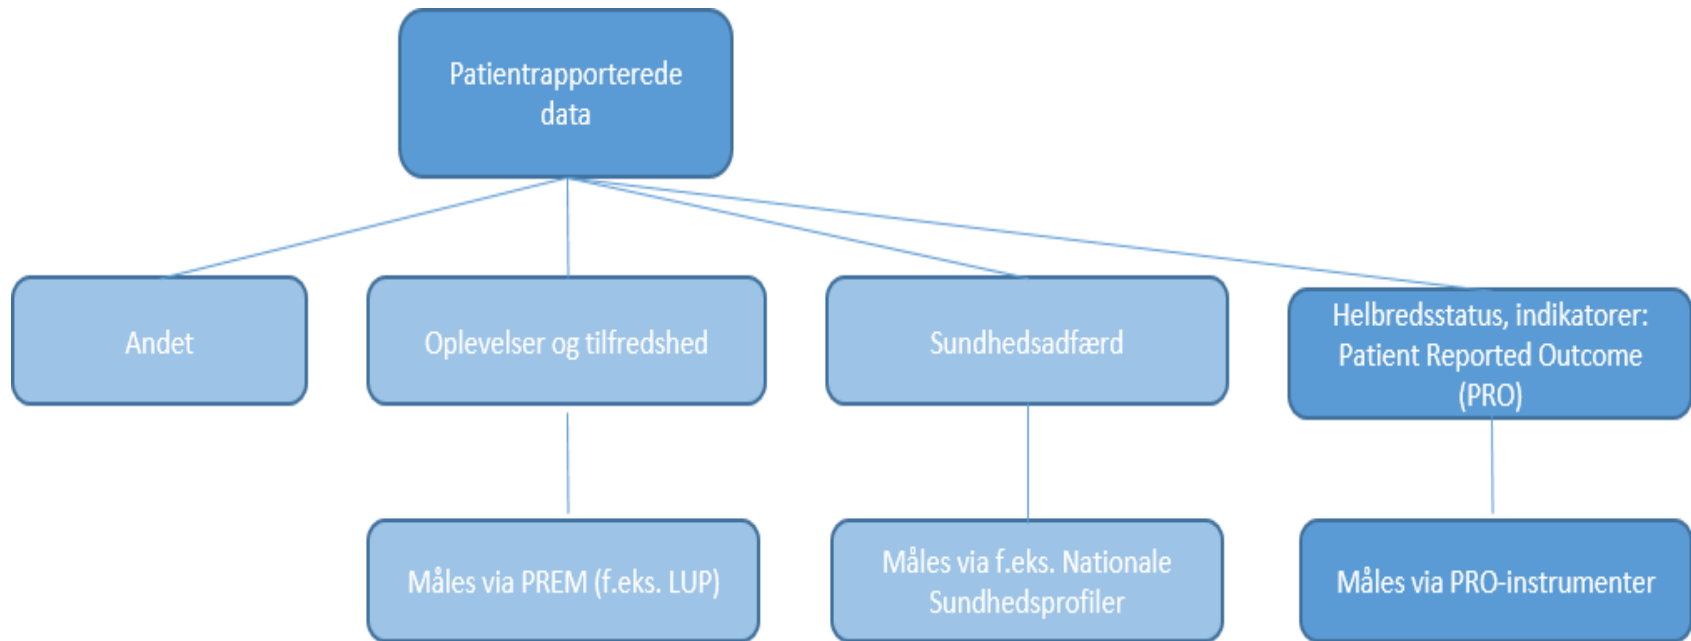 Patientrapporterede
data
Andet
Oplevelser og tilfredshed
Sundhedsadfærd
Helbredsstatus, indikatorer:
Patient Reported Outcome
(PRO)
Måles via PREM (f.eks. LUP)
Måles via f.eks. Nationale
Sundhedsprofiler
Måles via PRO-instrumenter